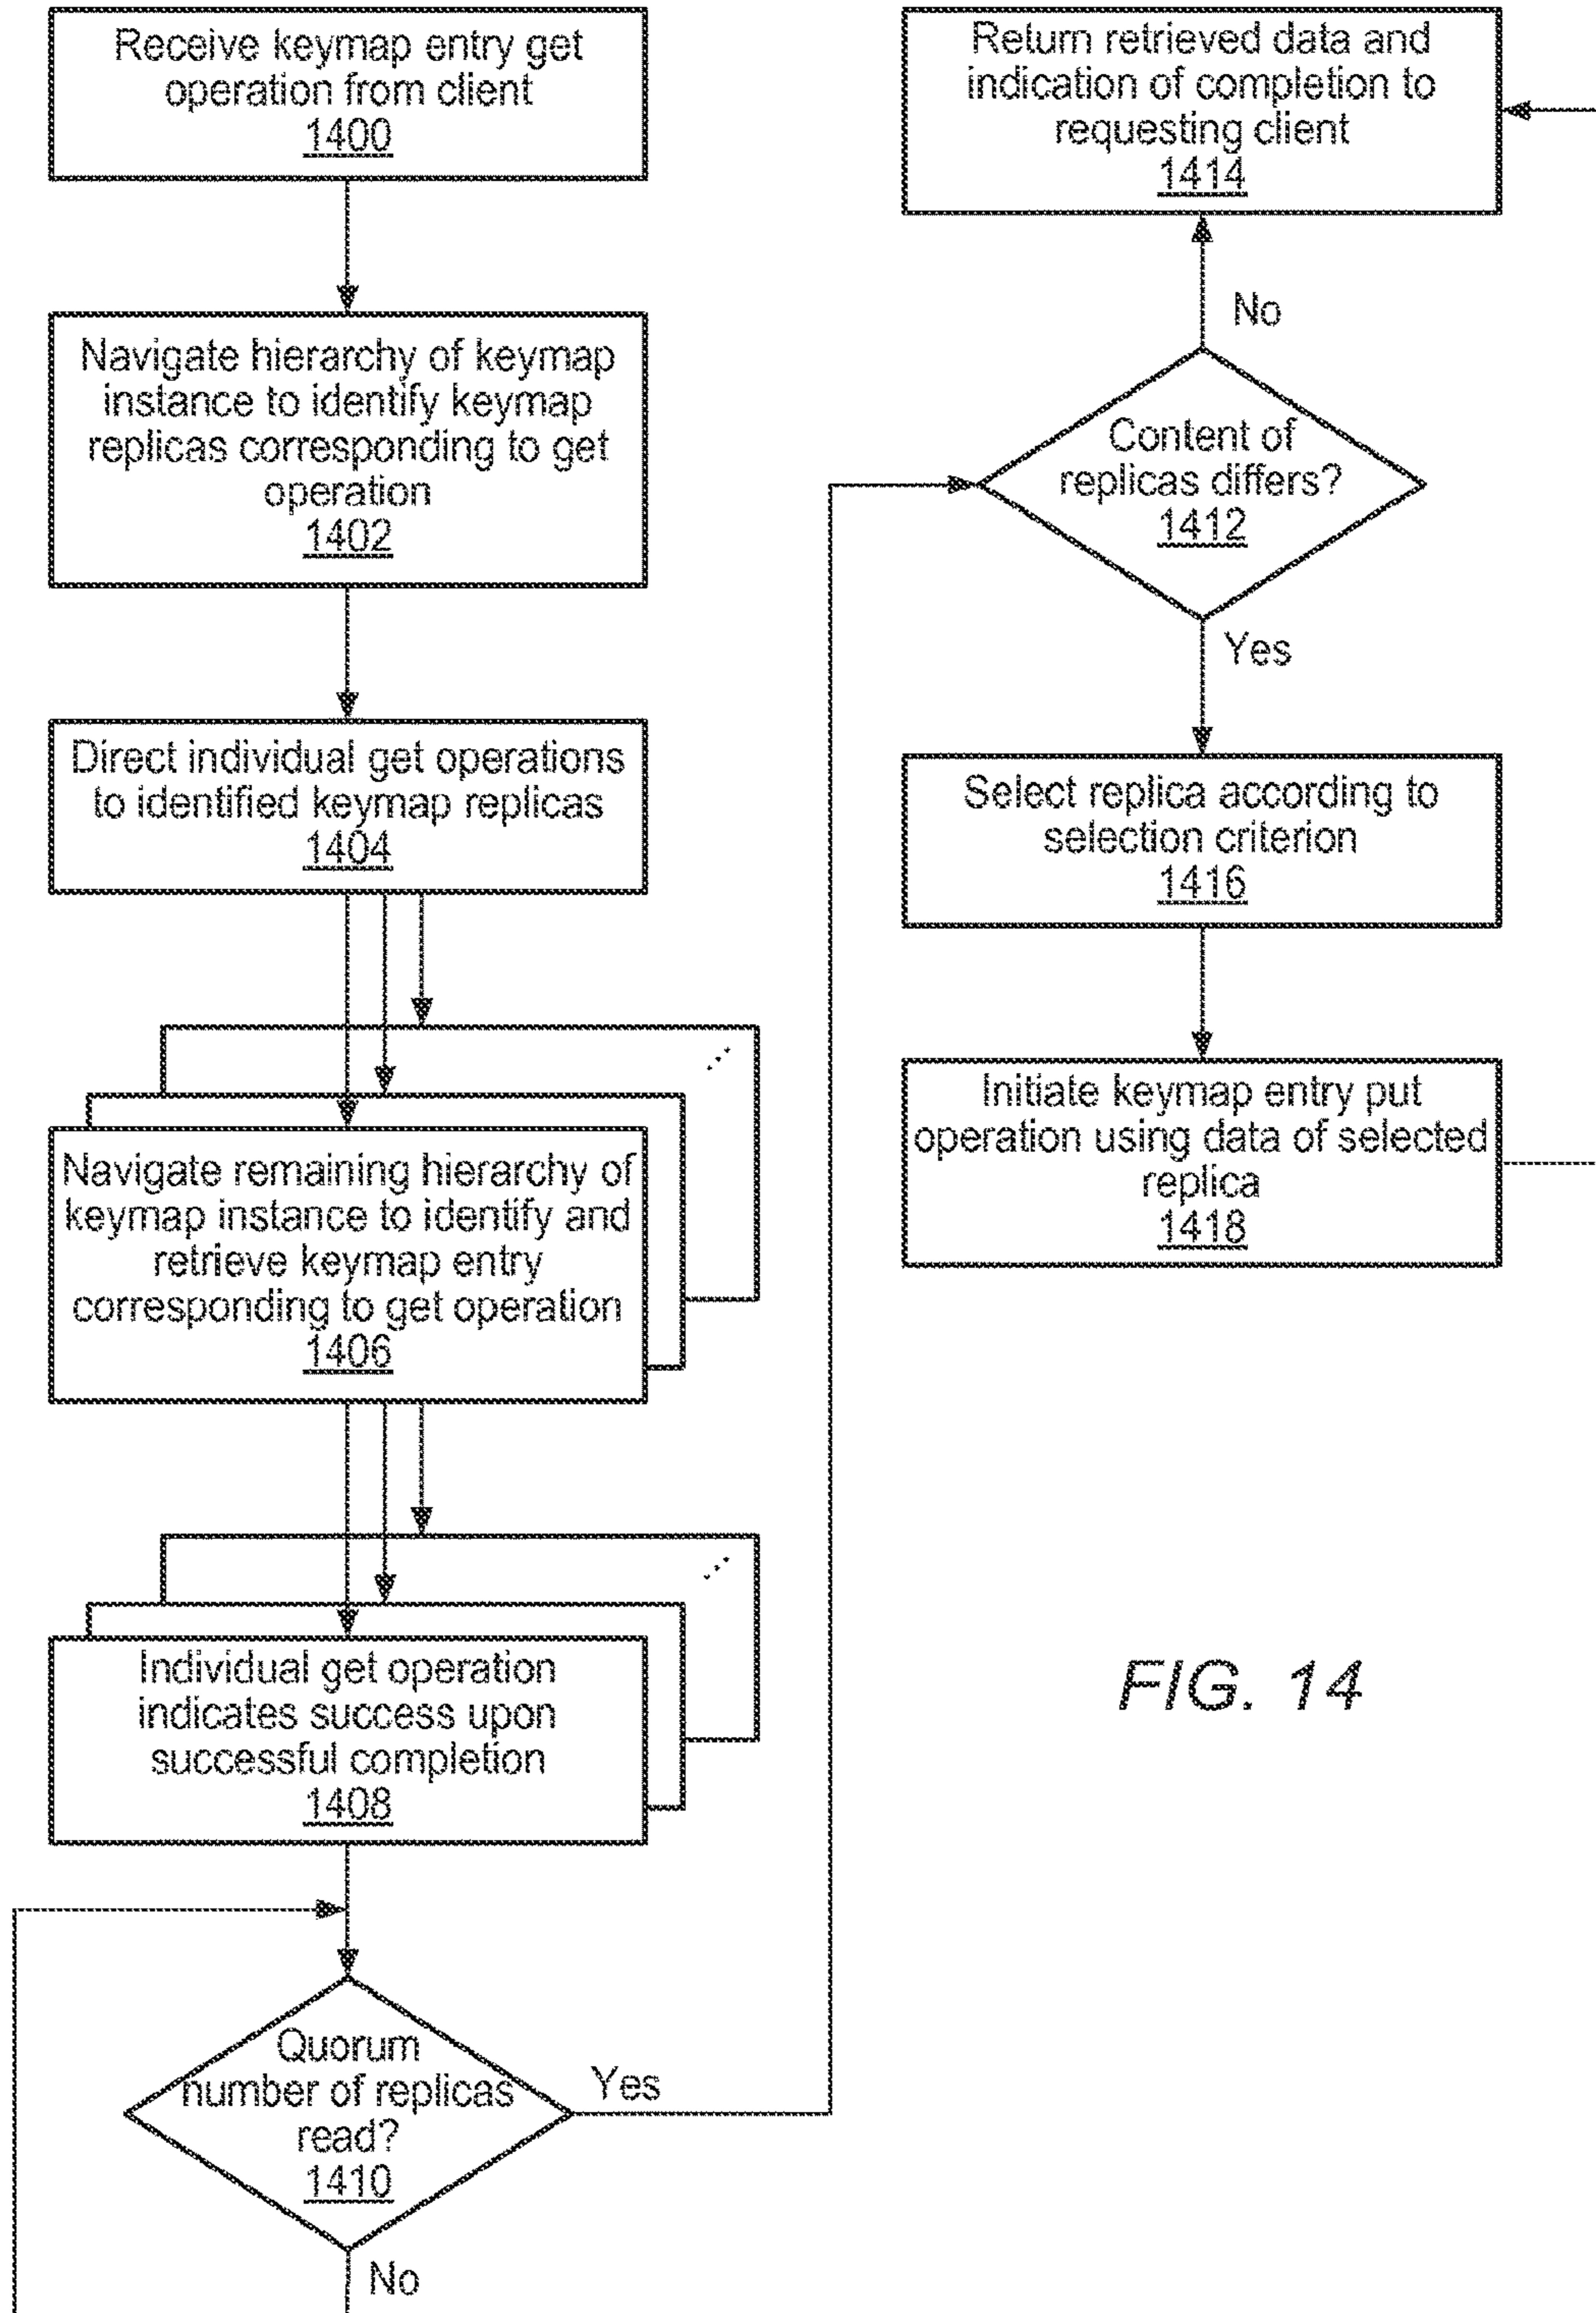 Receive keymap entry get
operation from client
1400
Navigate hierarchy of keymap
instance to identify keymap
replicas corresponding to get
operation
1402
Direct individual get operations
to identified keymap replicas
1404
Navigate remaining hierarchy of
keymap instance to identify and
retrieve keymap entry
corresponding to get operation
1406
Individual get operation
indicates success upon
successful completion
1408
Quorum
number of replicas
read?
1410
Yes
No
Return retrieved data and
indication of completion to
requesting client
1414
No
Content of
replicas differs?
1412
Yes
Select replica according to
selection criterion
1416
Initiate keymap entry put
operation using data of selected
replica
1418
FIG. 14